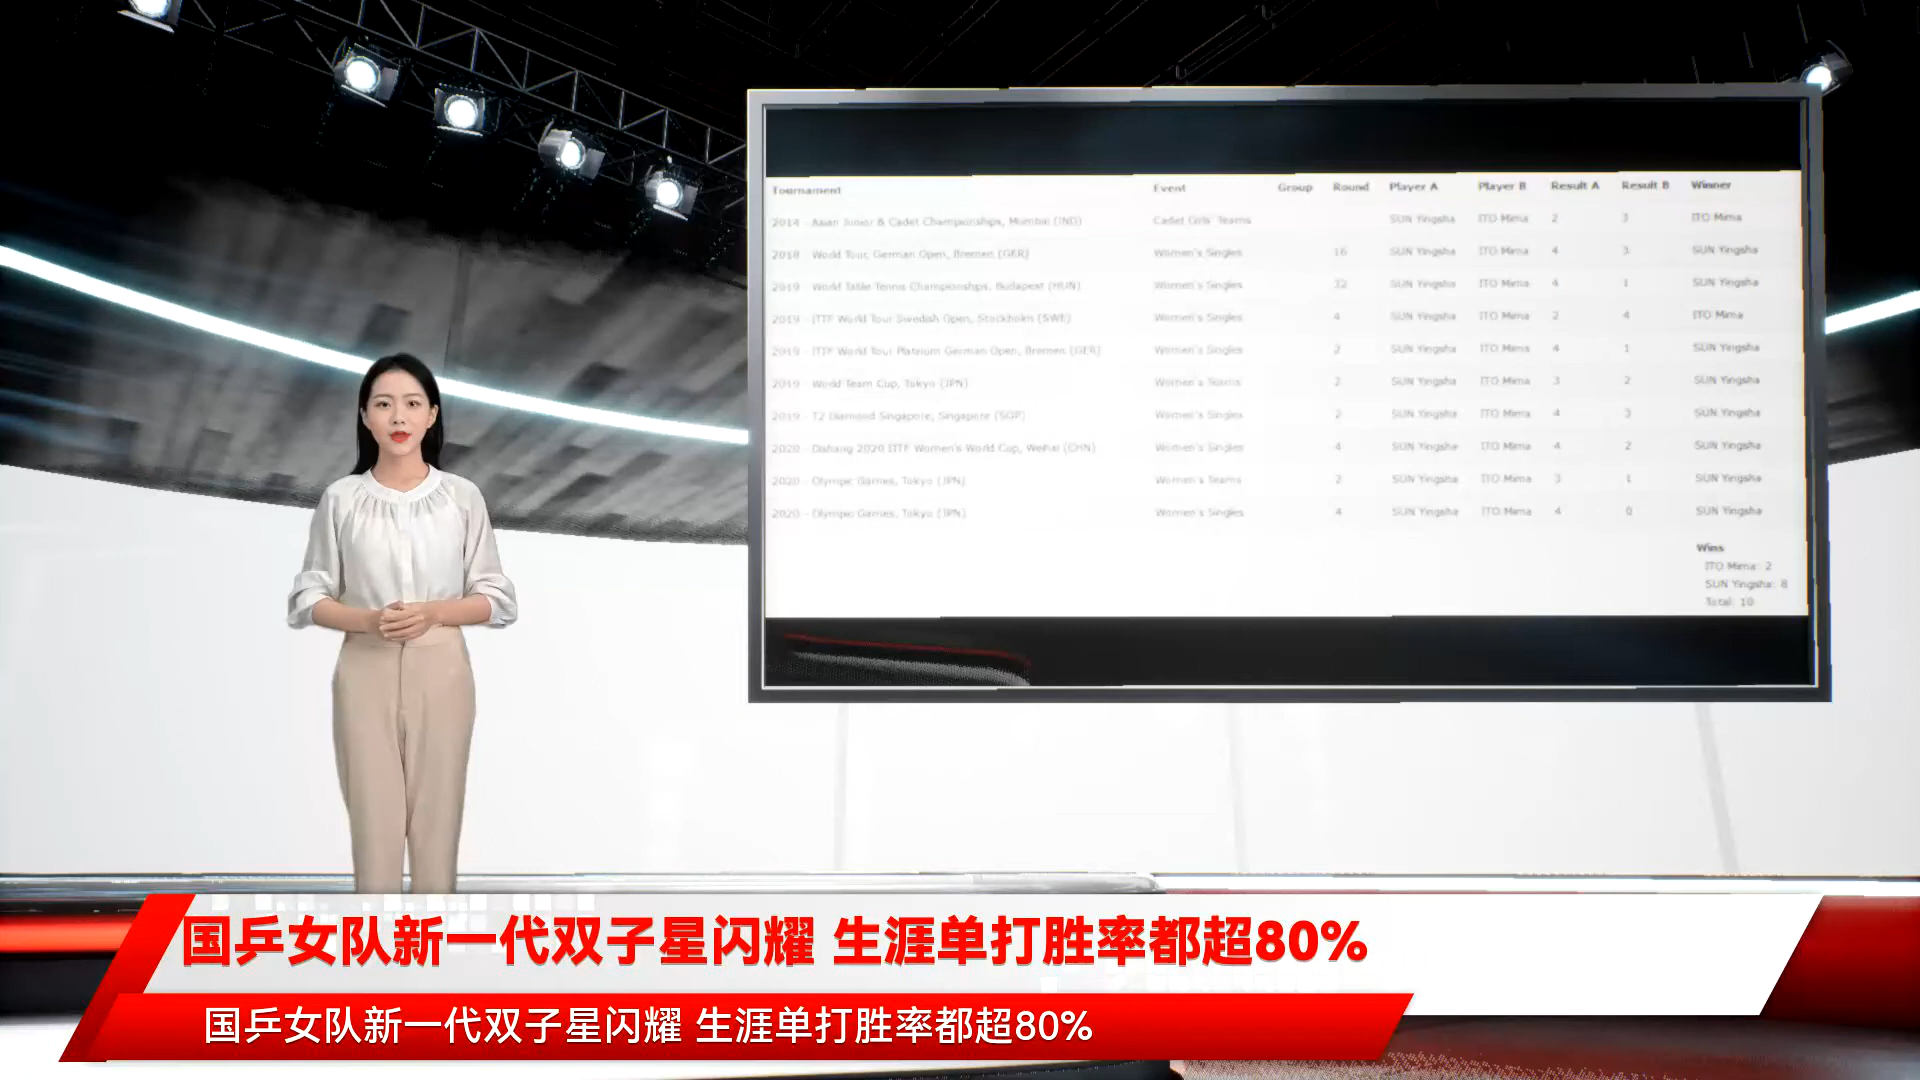 Tournament Event Group Round Player A Player B Result A Result B Winner
2014 - Asian Junior & Cadet Championships, Mumbai (IND) Cadet Girls' Teams SUN Yingsha ITO Mima 2 3 ITO Mima
2018 - World Tour, German Open, Bremen (GER) Women's Singles 16 SUN Yingsha ITO Mima 4 3 SUN Yingsha
2019 - World Table Tennis Championships, Budapest (HUN) Women's Singles 32 SUN Yingsha ITO Mima 4 1 SUN Yingsha
2019 - ITTF World Tour Swedish Open, Stockholm (SWE) Women's Singles 4 SUN Yingsha ITO Mima 2 4 ITO Mima
2019 - ITTF World Tour Platinum German Open, Bremen (GER) Women's Singles 2 SUN Yingsha ITO Mima 4 1 SUN Yingsha
2019 - World Team Cup, Tokyo (JPN) Women's Teams 2 SUN Yingsha ITO Mima 3 2 SUN Yingsha
2019 - T2 Diamond Singapore, Singapore (SGP) Women's Singles 2 SUN Yingsha ITO Mima 4 3 SUN Yingsha
2020 - Dishang 2020 ITTF Women's World Cup, Weihai (CHN) Women's Singles 4 SUN Yingsha ITO Mima 4 2 SUN Yingsha
2020 - Olympic Games, Tokyo (JPN) Women's Teams 2 SUN Yingsha ITO Mima 3 1 SUN Yingsha
2020 - Olympic Games, Tokyo (JPN) Women's Singles 4 SUN Yingsha ITO Mima 4 0 SUN Yingsha
Wins
ITO Mima: 2
SUN Yingsha: 8
Total: 10
国乒女队新一代双子星闪耀 生涯单打胜率都超80%
国乒女队新一代双子星闪耀 生涯单打胜率都超80%